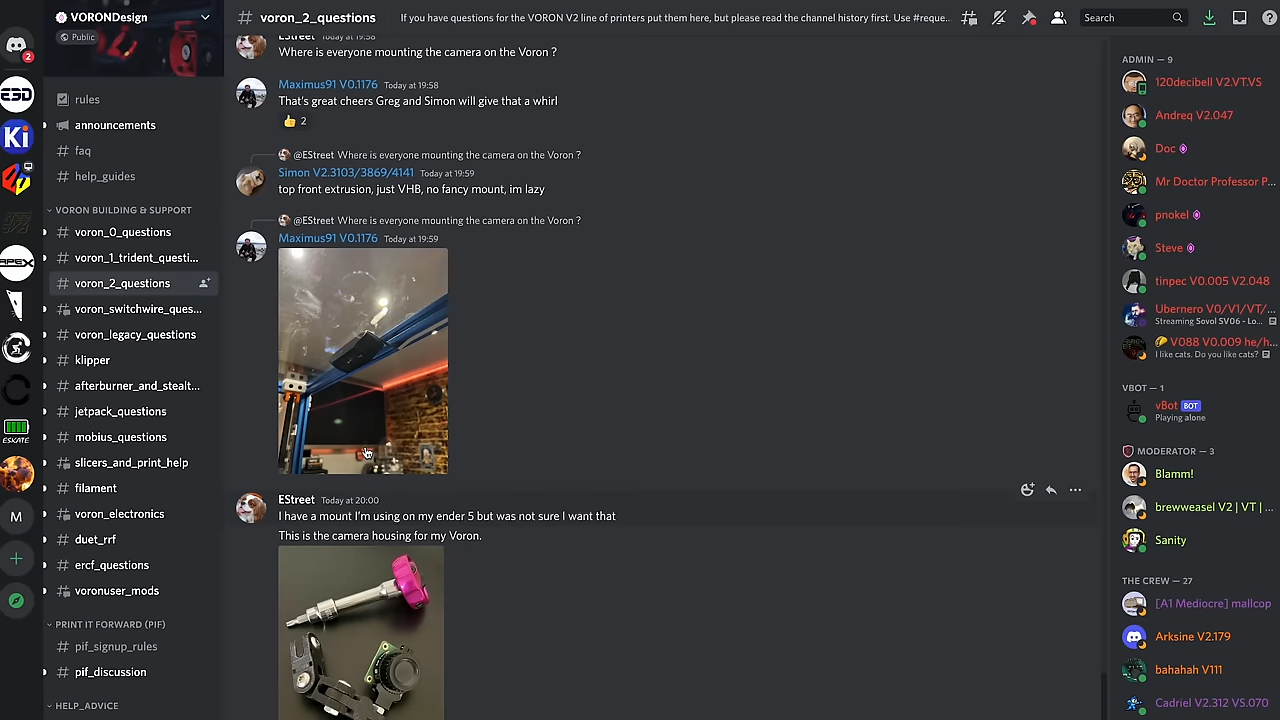 VORONDesign
Public
2
E3D
Ki
APEX
ESK8TE
M
rules
announcements
faq
help_guides
VORON BUILDING & SUPPORT
voron_0_questions
voron_1_trident_questi...
voron_2_questions
voron_switchwire_ques...
voron_legacy_questions
klipper
afterburner_and_stealt...
jetpack_questions
mobius_questions
slicers_and_print_help
filament
voron_electronics
duet_rrf
ercf_questions
voronuser_mods
PRINT IT FORWARD (PIF)
pif_signup_rules
pif_discussion
HELP_ADVICE
# voron_2_questions
If you have questions for the VORON V2 line of printers put them here, but please read the channel history first. Use #reque...
Search
EStreet Today at 19:58
Where is everyone mounting the camera on the Voron ?
Maximus91 V0.1176 Today at 19:58
That's great cheers Greg and Simon will give that a whirl
2
@EStreet Where is everyone mounting the camera on the Voron ?
Simon V2.3103/3869/4141 Today at 19:59
top front extrusion, just VHB, no fancy mount, im lazy
@EStreet Where is everyone mounting the camera on the Voron ?
Maximus91 V0.1176 Today at 19:59
EStreet Today at 20:00
I have a mount I'm using on my ender 5 but was not sure I want that
This is the camera housing for my Voron.
ADMIN — 9
120decibell V2.VT.VS
Andreq V2.047
Doc
Mr Doctor Professor P...
pnokel
Steve
tinpec V0.005 V2.048
Ubernero V0/V1/VT/...
Streaming Sovol SV06 - Lo...
V088 V0.009 he/h...
I like cats. Do you like cats?
VBOT — 1
vBot BOT
Playing alone
MODERATOR — 3
Blamm!
brewweasel V2 | VT | ...
Sanity
THE CREW — 27
[A1 Mediocre] mallcop
Arksine V2.179
bahahah V111
Cadriel V2.312 VS.070